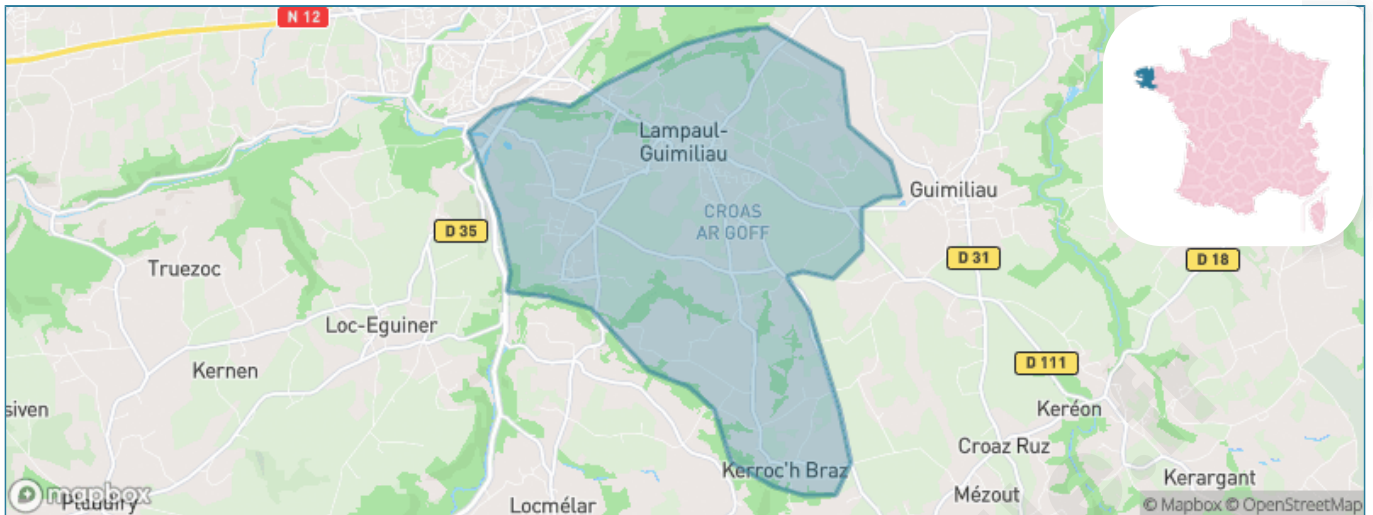 N 12
Lampaul-
Guimiliau
Guimiliau
CROAS
AR GOFF
D 35
D 31
D 18
Truezoc
Loc-Eguiner
Kernen
D 111
siven
Keréon
Croaz Ruz
Kerroc'h Braz
Kerargant
Mézout
mapbox
Ploudiry
Locmélar
© Mapbox © OpenStreetMap